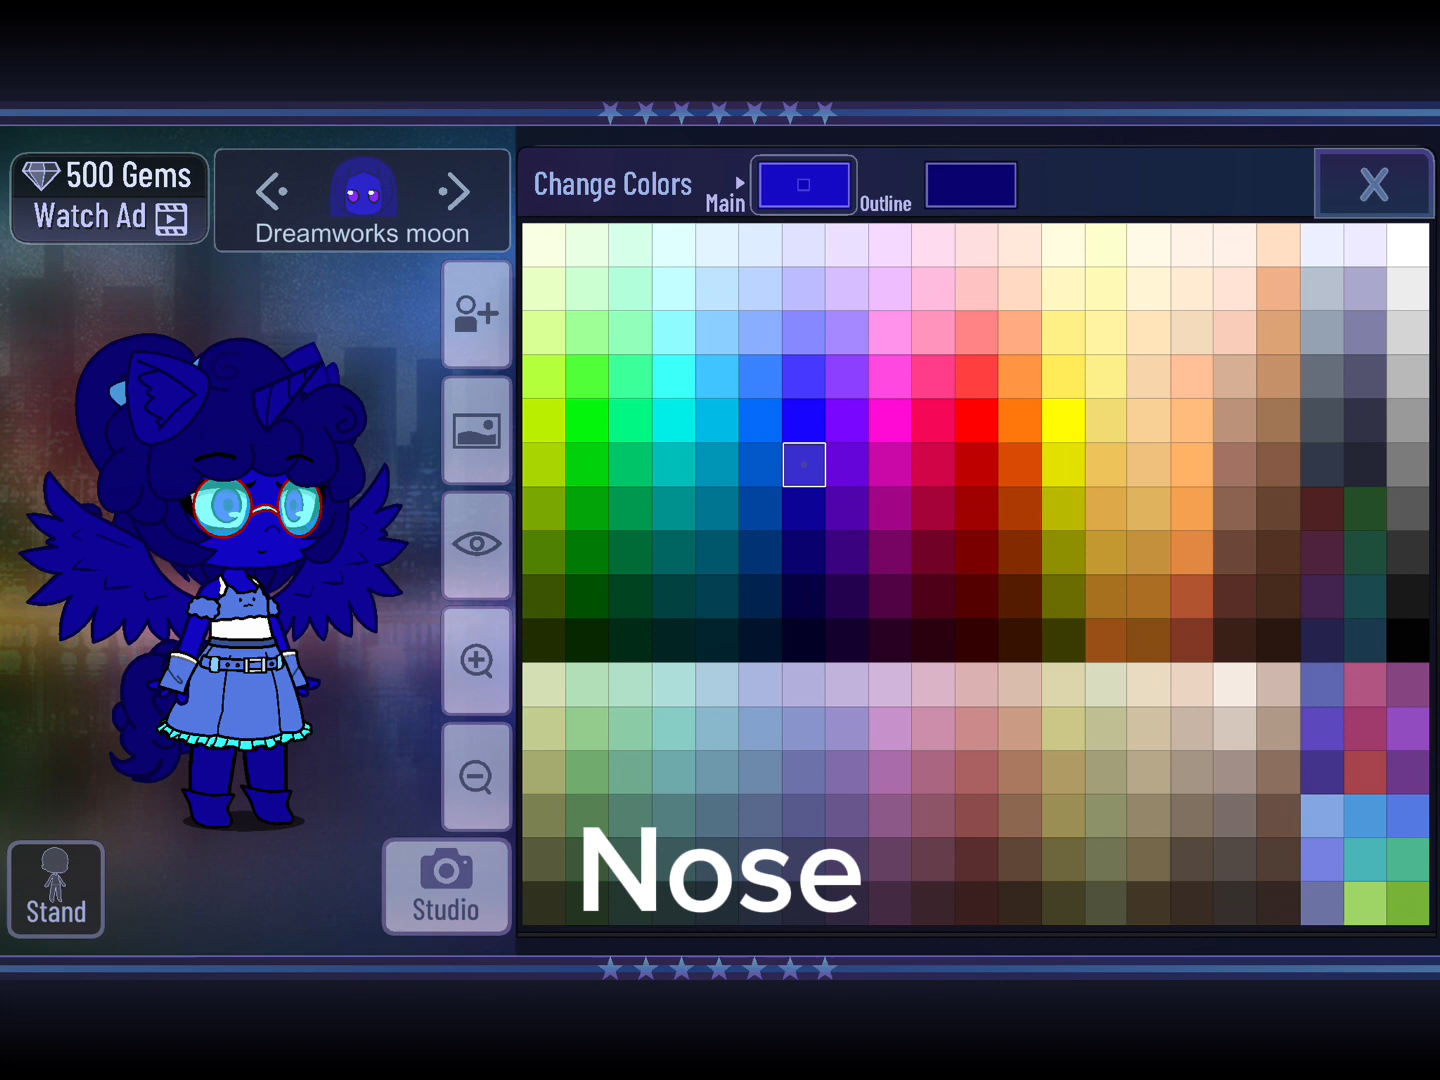 500 Gems
Watch Ad
Dreamworks moon
Change Colors
Main
Outline
X
Stand
Studio
Nose